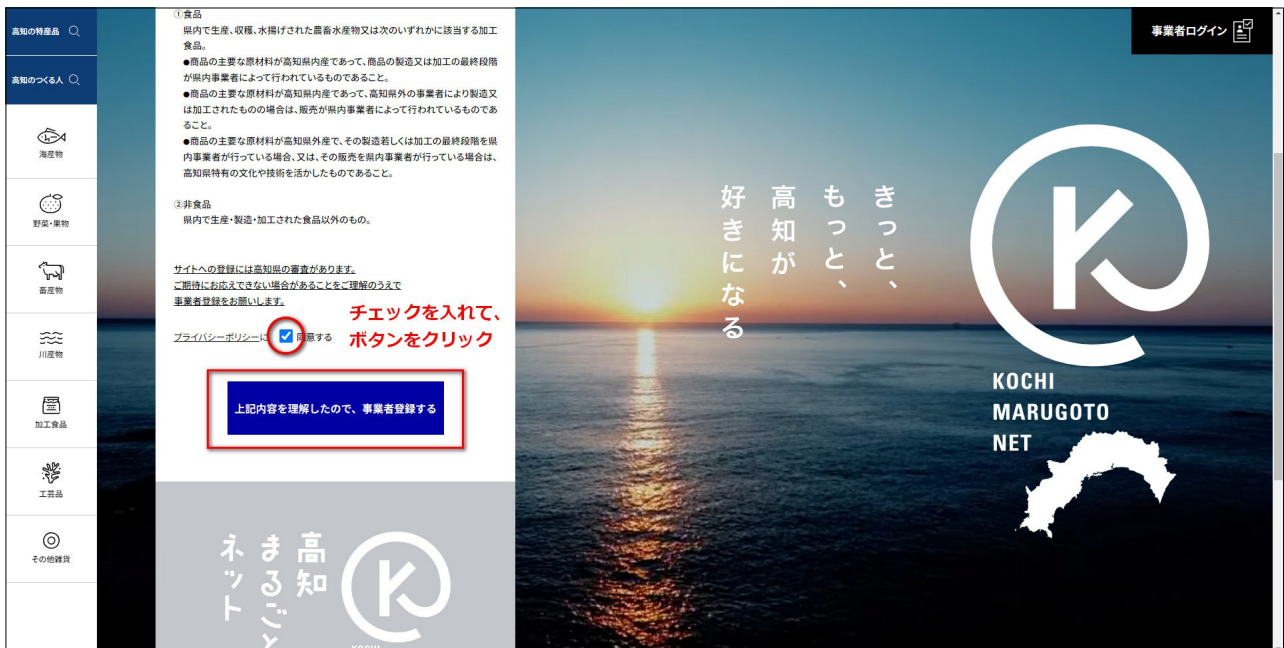 高知の特産品
高知のつくる人
海産物
野菜・果物
畜産物
川産物
加工食品
工芸品
その他雑貨
①食品
県内で生産、収穫、水揚げされた農畜水産物又は次のいずれかに該当する加工
食品。
●商品の主要な原材料が高知県内産であって、商品の製造又は加工の最終段階
が県内事業者によって行われているものであること。
●商品の主要な原材料が高知県内産であって、高知県外の事業者により製造又
は加工されたものの場合は、販売が県内事業者によって行われているものであ
ること。
●商品の主要な原材料が高知県外産で、その製造若しくは加工の最終段階を県
内事業者が行っている場合、又は、その販売を県内事業者が行っている場合は、
高知県特有の文化や技術を活かしたものであること。
②非食品
県内で生産・製造・加工された食品以外のもの。
サイトへの登録には高知県の審査があります。
ご期待にお応えできない場合があることをご理解のうえで
事業者登録をお願いします。
チェックを入れて、
ボタンをクリック
プライバシーポリシーに 同意する
上記内容を理解したので、事業者登録する
高知
まるごと
ネット
KOCHI
事業者ログイン
きっと、
もっと、
高知が
好きになる
KOCHI
MARUGOTO
NET